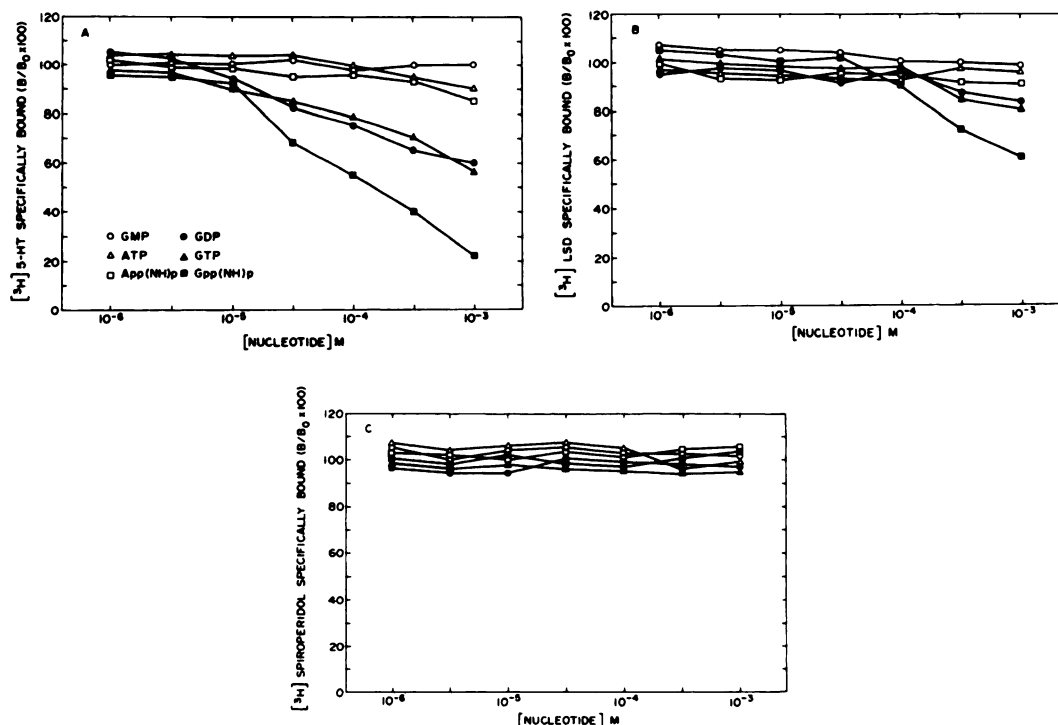 A
[³H] 5-HT SPECIFICALLY BOUND (B/B₀ x100)
120
100
80
60
40
20
0
○ GMP ● GDP
△ ATP ▲ GTP
□ App(NH)p ■ Gpp(NH)p
10⁻⁶ 10⁻⁵ 10⁻⁴ 10⁻³
[NUCLEOTIDE] M
B
[³H] LSD SPECIFICALLY BOUND (B/B₀ x100)
120
100
80
60
40
20
0
10⁻⁶ 10⁻⁵ 10⁻⁴ 10⁻³
[NUCLEOTIDE] M
C
[³H] SPIROPERIDOL SPECIFICALLY BOUND (B/B₀ x100)
120
100
80
60
40
20
0
10⁻⁶ 10⁻⁵ 10⁻⁴ 10⁻³
[NUCLEOTIDE] M